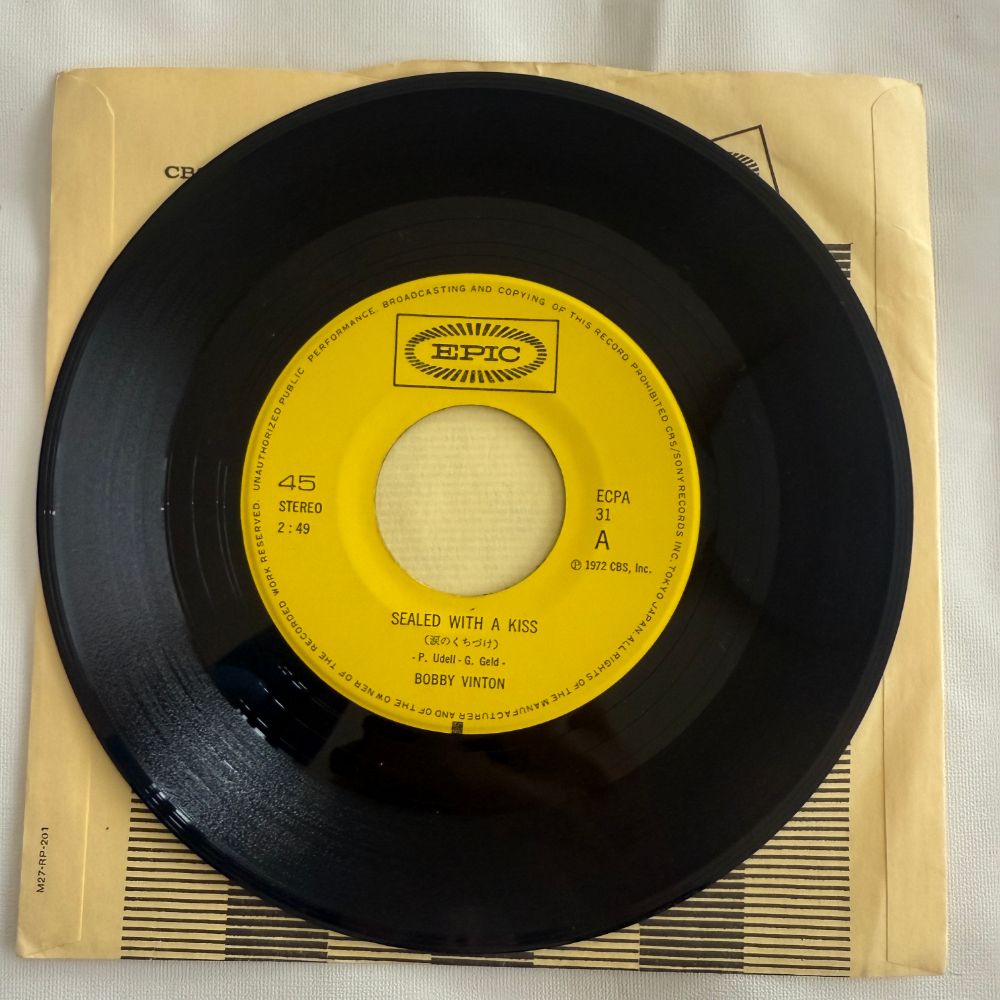 CB
EPIC
UNAUTHORIZED PUBLIC PERFORMANCE, BROADCASTING AND COPYING OF THIS RECORD PROHIBITED CBS/SONY RECORDS INC. TOKYO JAPAN. ALL RIGHTS OF THE MANUFACTURER AND OF THE OWNER OF THE RECORDED WORK RESERVED.
45
STEREO
2:49
ECPA
31
A
Ⓟ 1972 CBS, Inc.
SEALED WITH A KISS
(涙のくちづけ)
- P. Udell - G. Geld -
BOBBY VINTON
M27-RP-201